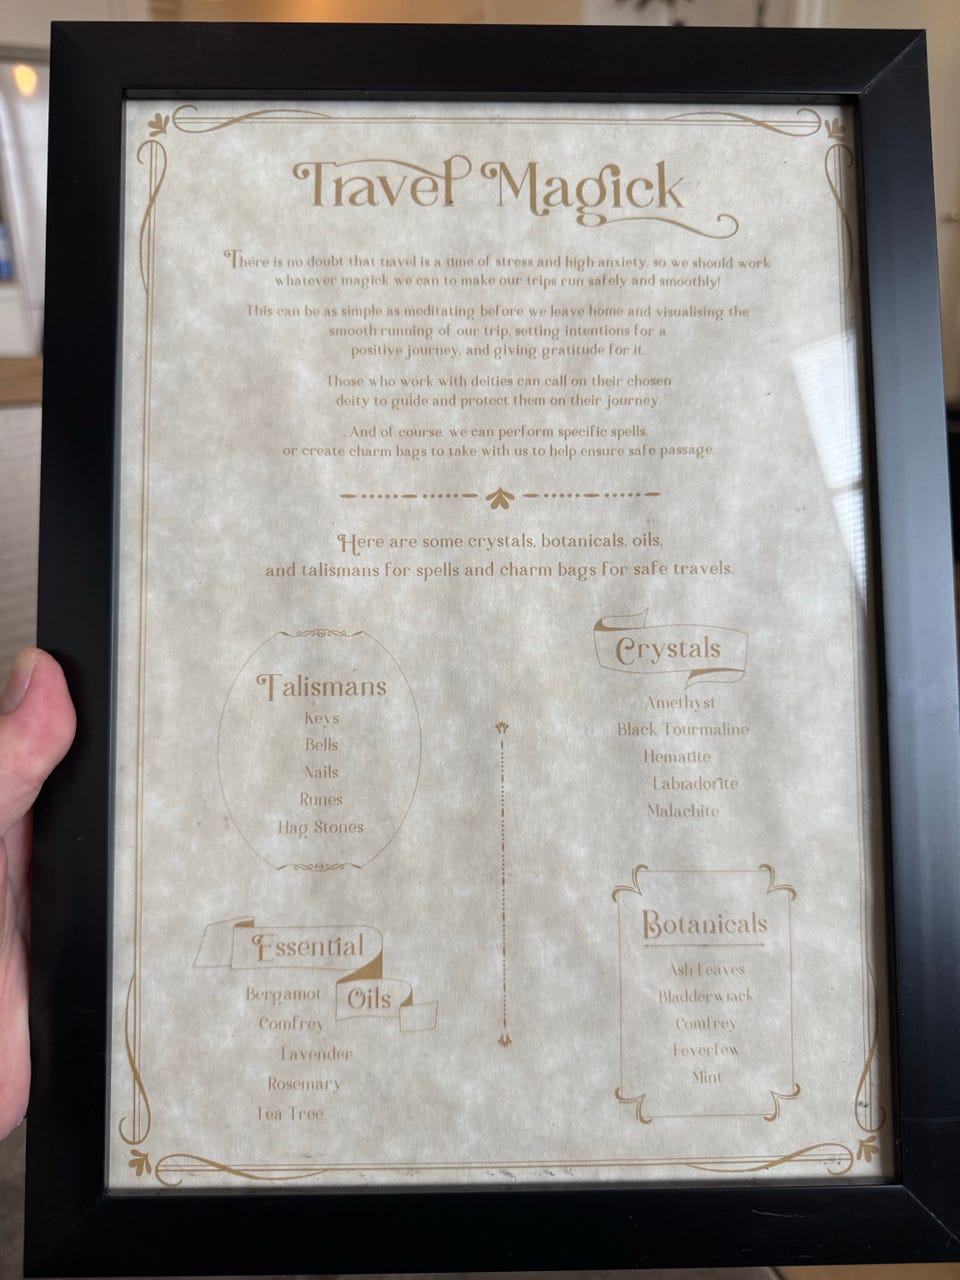 Travel Magick
There is no doubt that travel is a time of stress and high anxiety, so we should work
whatever magick we can to make our trips run safely and smoothly!
This can be as simple as meditating before we leave home and visualising the
smooth running of our trip, setting intentions for a
positive journey, and giving gratitude for it.
Those who work with deities can call on their chosen
deity to guide and protect them on their journey.
. And of course, we can perform specific spells,
or create charm bags to take with us to help ensure safe passage.
Here are some crystals, botanicals, oils,
and talismans for spells and charm bags for safe travels.
Talismans
Keys
Bells
Nails
Runes
Hag Stones
Crystals
Amethyst
Black Tourmaline
Hematite
Labradorite
Malachite
Essential
Oils
Bergamot
Comfrey
Lavender
Rosemary
Tea Tree
Botanicals
Ash Leaves
Bladderwrack
Comfrey
Feverfew
Mint